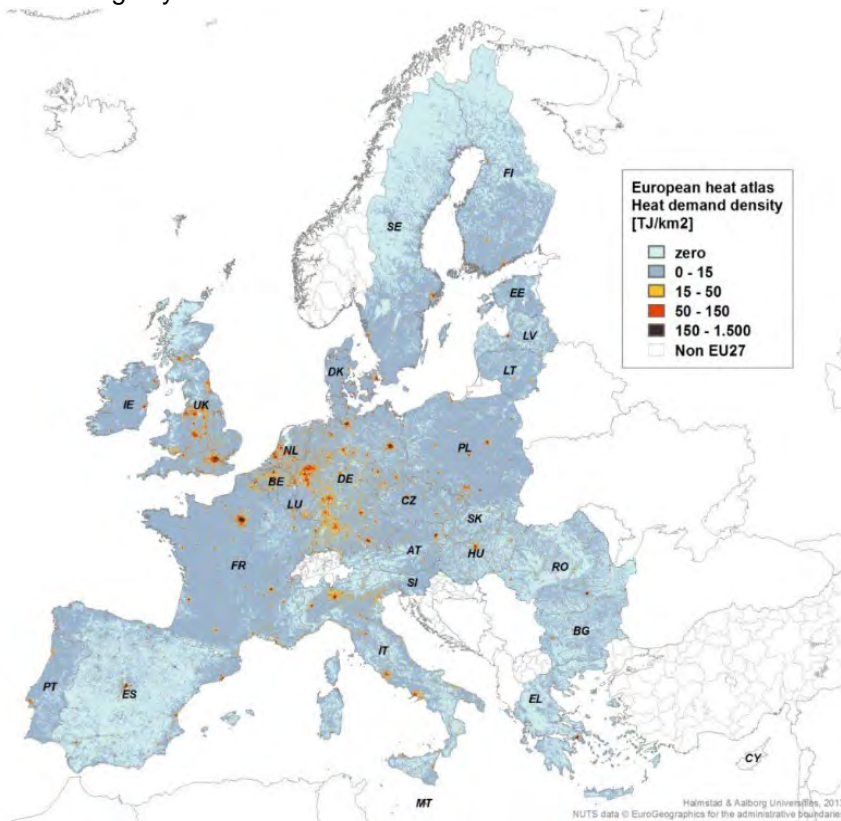 European heat atlas
Heat demand density
[TJ/km2]
zero
0 - 15
15 - 50
50 - 150
150 - 1.500
Non EU27
FI
SE
EE
LV
LT
DK
IE
UK
NL
PL
BE
DE
LU
CZ
SK
AT
HU
FR
SI
RO
BG
IT
PT
ES
EL
CY
MT
Halmstad & Aalborg Universities, 2013
NUTS data © EuroGeographics for the administrative boundaries